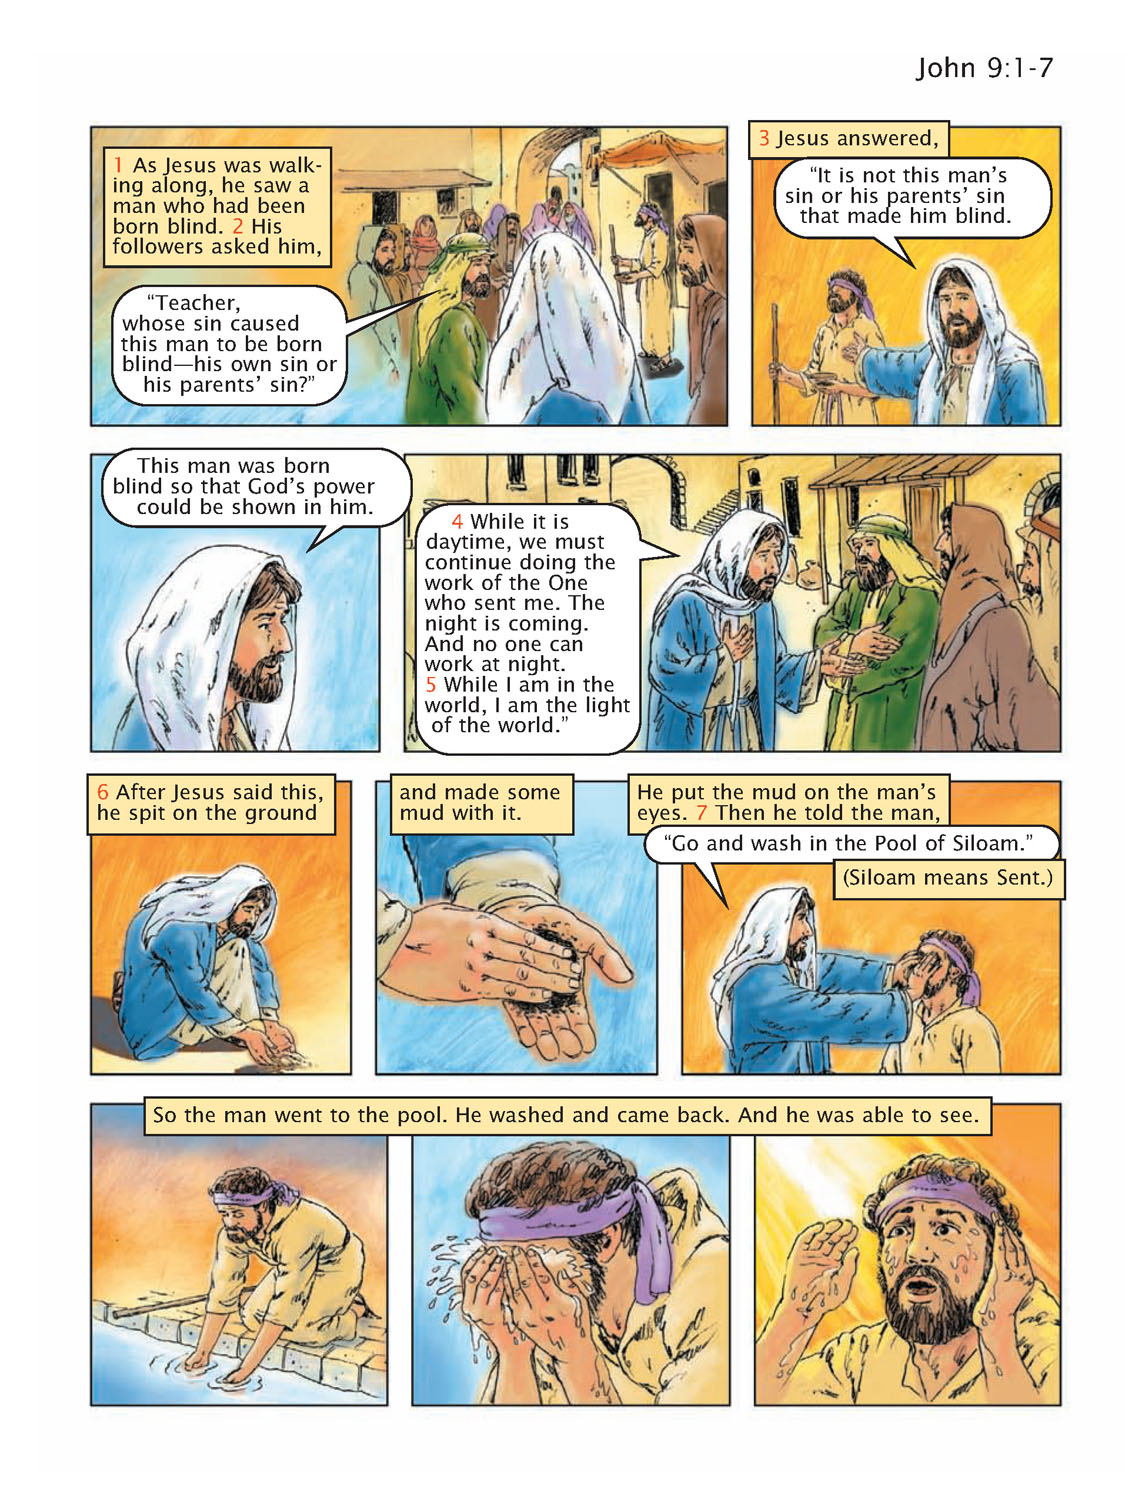 John 9:1-7
1 As Jesus was walk-
ing along, he saw a
man who had been
born blind. 2 His
followers asked him,
“Teacher,
whose sin caused
this man to be born
blind—his own sin or
his parents’ sin?”
3 Jesus answered,
“It is not this man’s
sin or his parents’ sin
that made him blind.
This man was born
blind so that God’s power
could be shown in him.
4 While it is
daytime, we must
continue doing the
work of the One
who sent me. The
night is coming.
And no one can
work at night.
5 While I am in the
world, I am the light
of the world.”
6 After Jesus said this,
he spit on the ground
and made some
mud with it.
He put the mud on the man’s
eyes. 7 Then he told the man,
“Go and wash in the Pool of Siloam.”
(Siloam means Sent.)
So the man went to the pool. He washed and came back. And he was able to see.